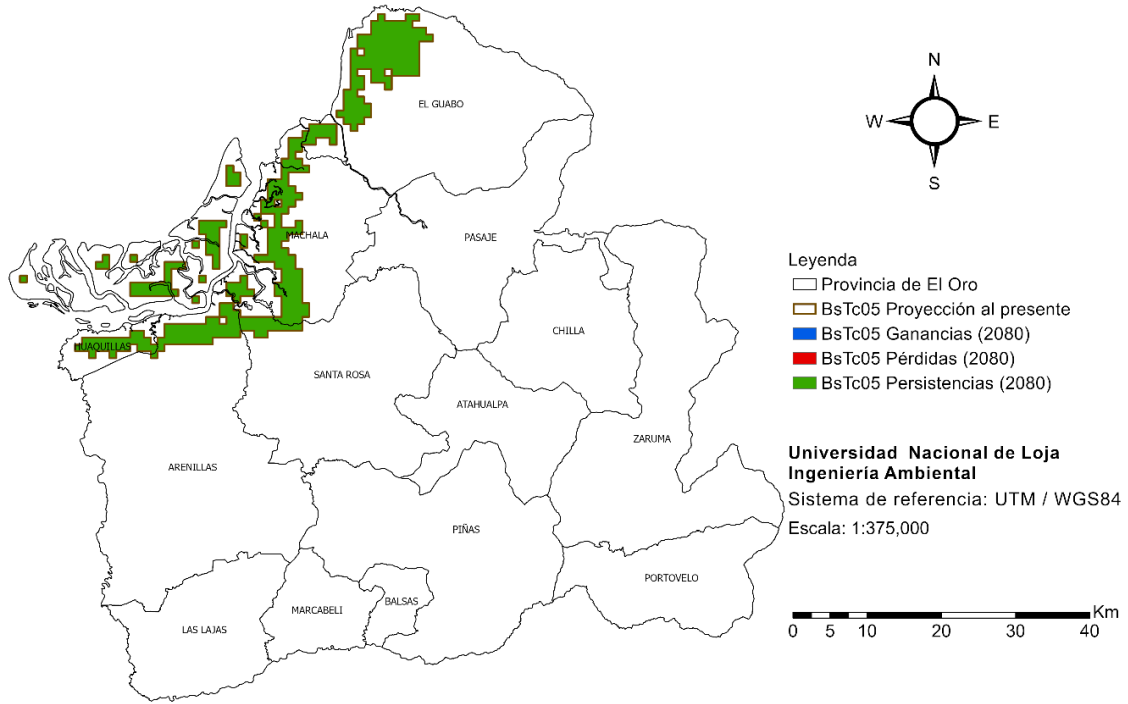 EL GUABO
MACHALA
PASAJE
CHILLA
HUAQUILLAS
SANTA ROSA
ATAHUALPA
ZARUMA
ARENILLAS
PIÑAS
PORTOVELO
BALSAS
MARCABELI
LAS LAJAS
N
W E
S
Leyenda
Provincia de El Oro
BsTc05 Proyección al presente
BsTc05 Ganancias (2080)
BsTc05 Pérdidas (2080)
BsTc05 Persistencias (2080)
Universidad Nacional de Loja
Ingeniería Ambiental
Sistema de referencia: UTM / WGS84
Escala: 1:375,000
Km
0 5 10 20 30 40